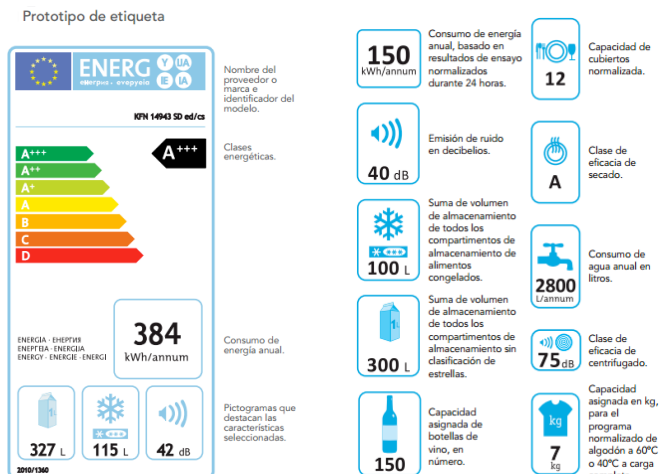 Prototipo de etiqueta
ENERG
Y UA
IE IA
енергия · ενεργεια
KFN 14943 SD ed/cs
A+++
A++
A+
A
B
C
D
A+++
ENERGIA · ЕНЕРГИЯ
ΕΝΕΡΓΕΙΑ · ENERGIJA
ENERGY · ENERGIE · ENERGI
384
kWh/annum
327 L
115 L
42 dB
2010/1360
Nombre del
proveedor o
marca e
identificador del
modelo.
Clases
energéticas.
Consumo de
energía anual.
Pictogramas que
destacan las
características
seleccionadas.
150
kWh/annum
Consumo de energía
anual, basado en
resultados de ensayo
normalizados
durante 24 horas.
40 dB
Emisión de ruido
en decibelios.
100 L
Suma de volumen
de almacenamiento
de todos los
compartimentos de
almacenamiento de
alimentos
congelados.
300 L
Suma de volumen
de almacenamiento
de todos los
compartimentos de
almacenamiento sin
clasificación de
estrellas.
150
Capacidad
asignada de
botellas de
vino, en
número.
12
Capacidad de
cubiertos
normalizada.
A
Clase de
eficacia de
secado.
2800
L/annum
Consumo de
agua anual en
litros.
75 dB
Clase de
eficacia de
centrifugado.
kg
7
kg
Capacidad
asignada en kg,
para el
programa
normalizado de
algodón a 60ºC
o 40ºC a carga